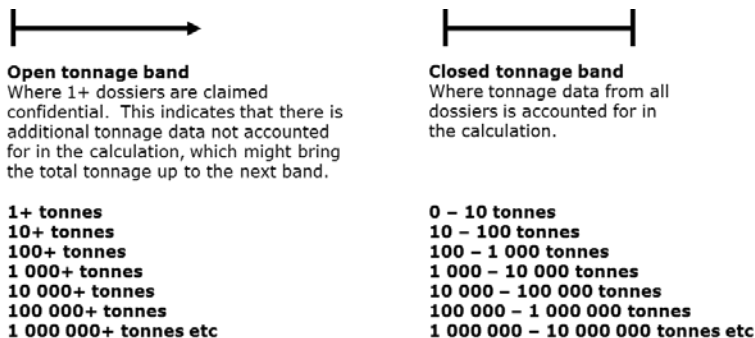 Open tonnage band
Where 1+ dossiers are claimed
confidential. This indicates that there is
additional tonnage data not accounted
for in the calculation, which might bring
the total tonnage up to the next band.
1+ tonnes
10+ tonnes
100+ tonnes
1 000+ tonnes
10 000+ tonnes
100 000+ tonnes
1 000 000+ tonnes etc
Closed tonnage band
Where tonnage data from all
dossiers is accounted for in
the calculation.
0 – 10 tonnes
10 – 100 tonnes
100 – 1 000 tonnes
1 000 – 10 000 tonnes
10 000 – 100 000 tonnes
100 000 – 1 000 000 tonnes
1 000 000 – 10 000 000 tonnes etc